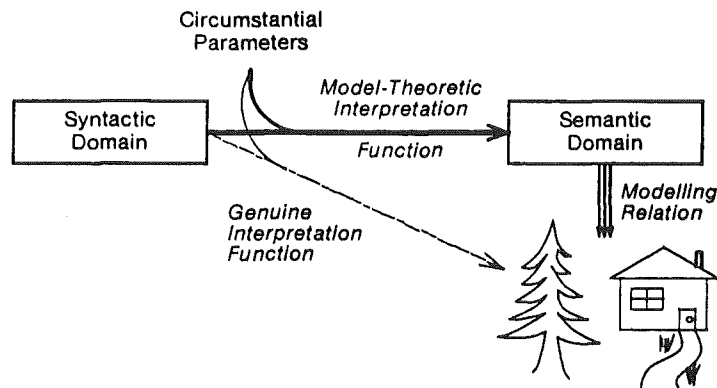 Circumstantial
Parameters
Model-Theoretic
Interpretation
Syntactic
Domain
Semantic
Domain
Function
Modelling
Relation
Genuine
Interpretation
Function